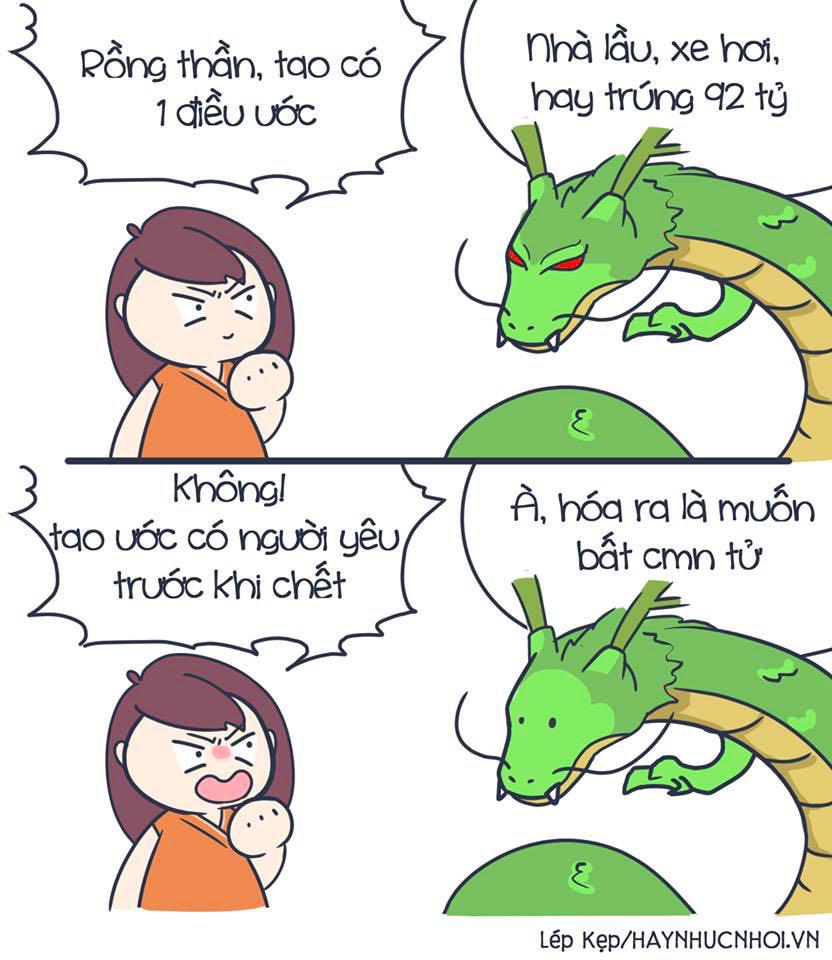 Rồng thần, tao có
1 điều ước
Nhà lầu, xe hơi,
hay trúng 92 tỷ
Không!
tao ước có người yêu
trước khi chết
À, hóa ra là muốn
bất cmn tử
Lép Kẹp/HAYNHUCNHOI.VN